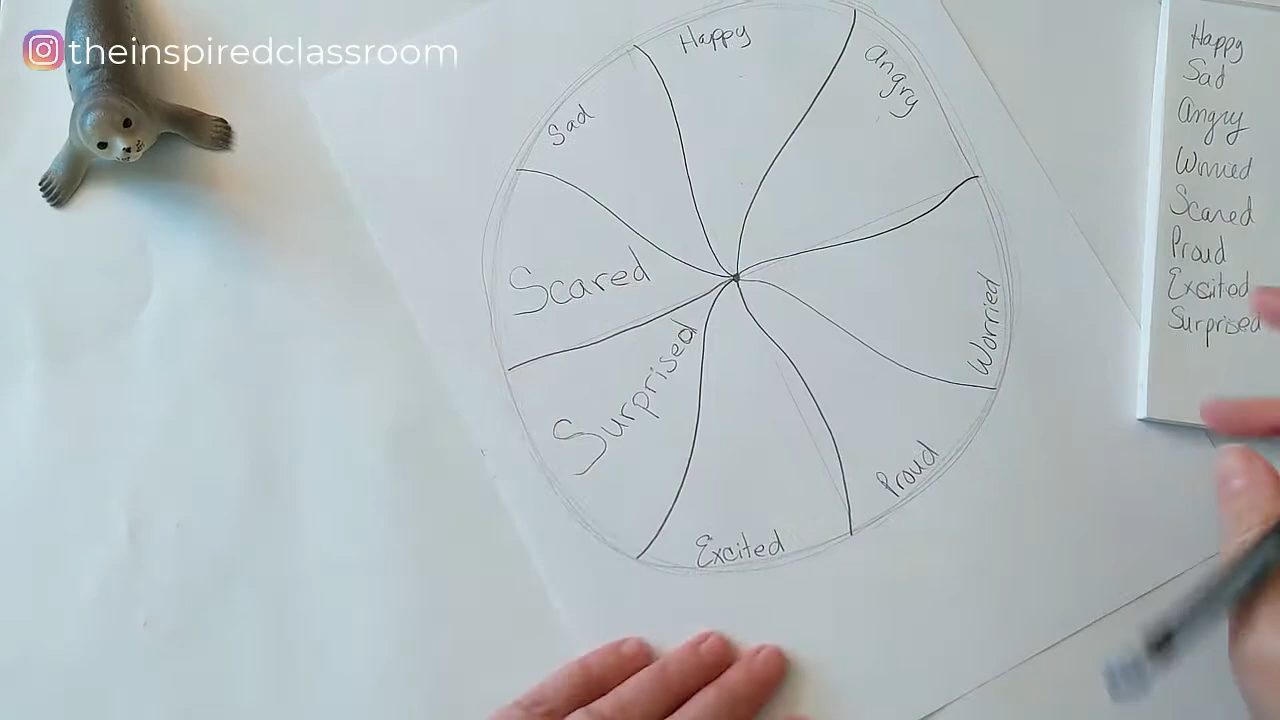 theinspiredclassroom
Happy
Angry
Sad
Scared
Worried
Surprised
Proud
Excited
Happy
Sad
Angry
Worried
Scared
Proud
Excited
Surprised